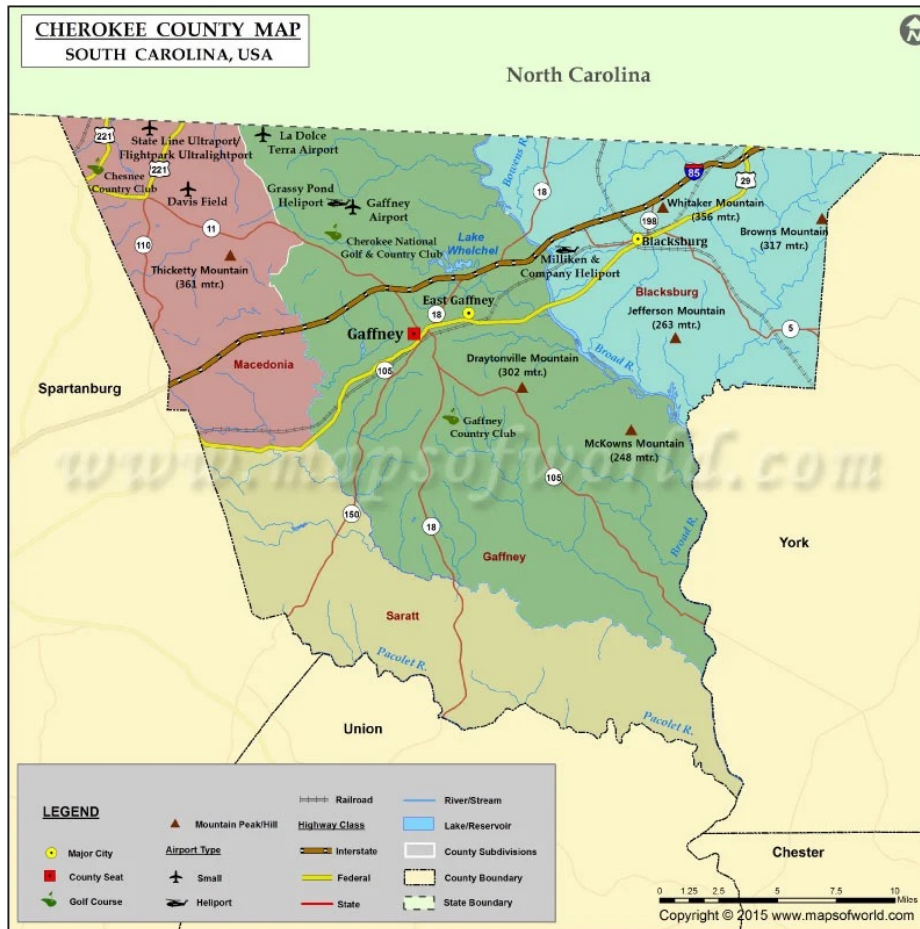 CHEROKEE COUNTY MAP
SOUTH CAROLINA, USA
N
North Carolina
221
State Line Ultraport/
Flightpark Ultralightport
221
Chesnee
Country Club
Davis Field
11
110
Thicketty Mountain
(361 mtr.)
La Dolce
Terra Airport
Grassy Pond
Heliport
Gaffney
Airport
Cherokee National
Golf & Country Club
Lake
Whelchel
Bowens R.
18
85
29
Whitaker Mountain
(356 mtr.)
198
Browns Mountain
(317 mtr.)
Blacksburg
Milliken &
Company Heliport
Blacksburg
Jefferson Mountain
(263 mtr.)
5
East Gaffney
18
Gaffney
Macedonia
105
Draytonville Mountain
(302 mtr.)
Broad R.
Spartanburg
Gaffney
Country Club
McKowns Mountain
(248 mtr.)
www.mapsofworld.com
105
150
18
Broad R.
York
Gaffney
Saratt
Pacolet R.
Pacolet R.
Union
Chester
LEGEND
Major City
County Seat
Golf Course
Mountain Peak/Hill
Airport Type
Small
Heliport
Railroad
Highway Class
Interstate
Federal
State
River/Stream
Lake/Reservoir
County Subdivisions
County Boundary
State Boundary
0 1.25 2.5 5 7.5 10
Miles
Copyright © 2015 www.mapsofworld.com